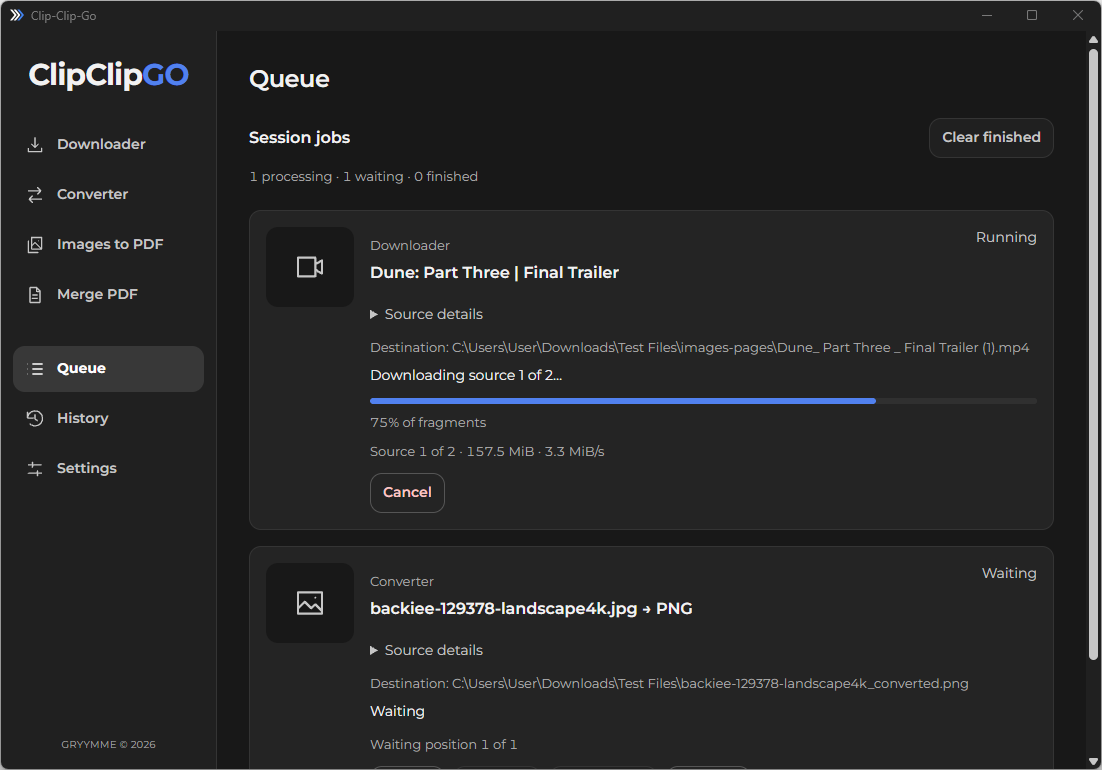 Clip-Clip-Go
ClipClipGO
Downloader
Converter
Images to PDF
Merge PDF
Queue
History
Settings
GRYYMME © 2026
Queue
Session jobs
Clear finished
1 processing · 1 waiting · 0 finished
Downloader
Running
Dune: Part Three | Final Trailer
▶ Source details
Destination: C:\Users\User\Downloads\Test Files\images-pages\Dune_ Part Three _ Final Trailer (1).mp4
Downloading source 1 of 2...
75% of fragments
Source 1 of 2 · 157.5 MiB · 3.3 MiB/s
Cancel
Converter
Waiting
backiee-129378-landscape4k.jpg → PNG
▶ Source details
Destination: C:\Users\User\Downloads\Test Files\backiee-129378-landscape4k_converted.png
Waiting
Waiting position 1 of 1